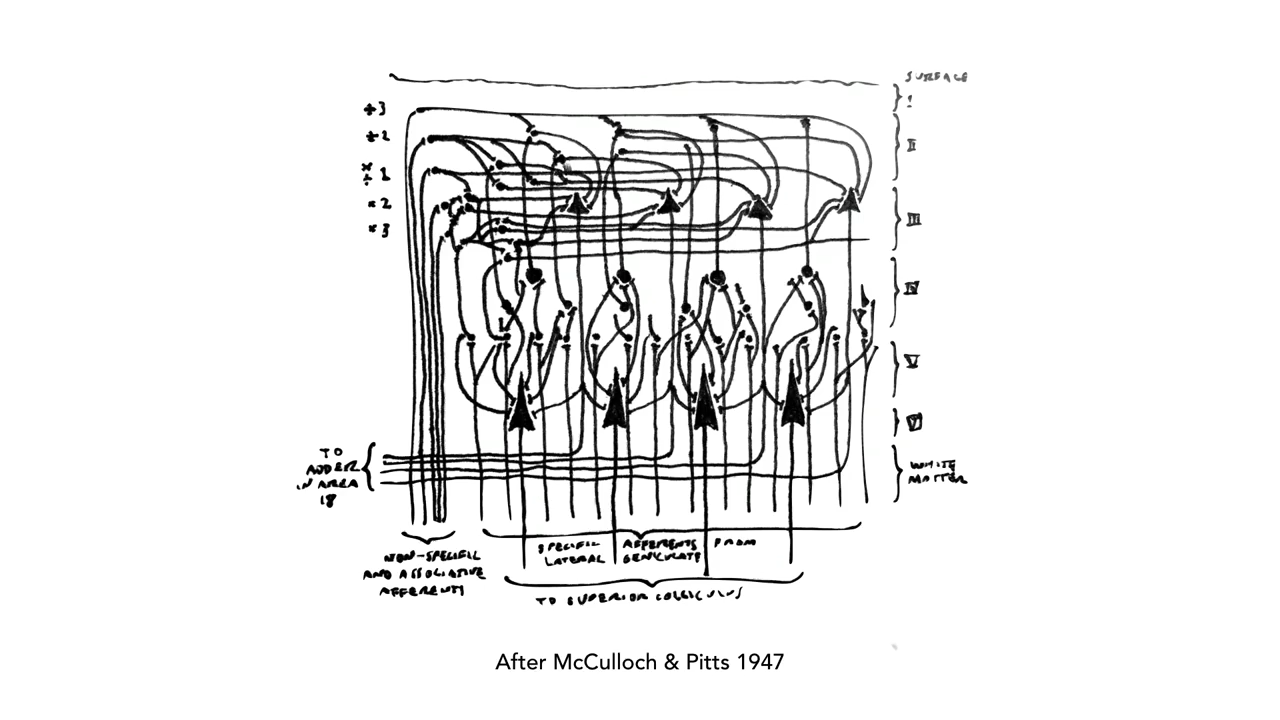 SURFACE
+3
I
+2
II
1
×2
III
×3
IV
V
VI
TO
ADDER
IN AREA
18
WHITE
MATTER
SPECIFIC AFFERENTS FROM
LATERAL GENICULATE
NON-SPECIFIC
AND ASSOCIATIVE
AFFERENTS
TO SUPERIOR COLLICULUS
After McCulloch & Pitts 1947